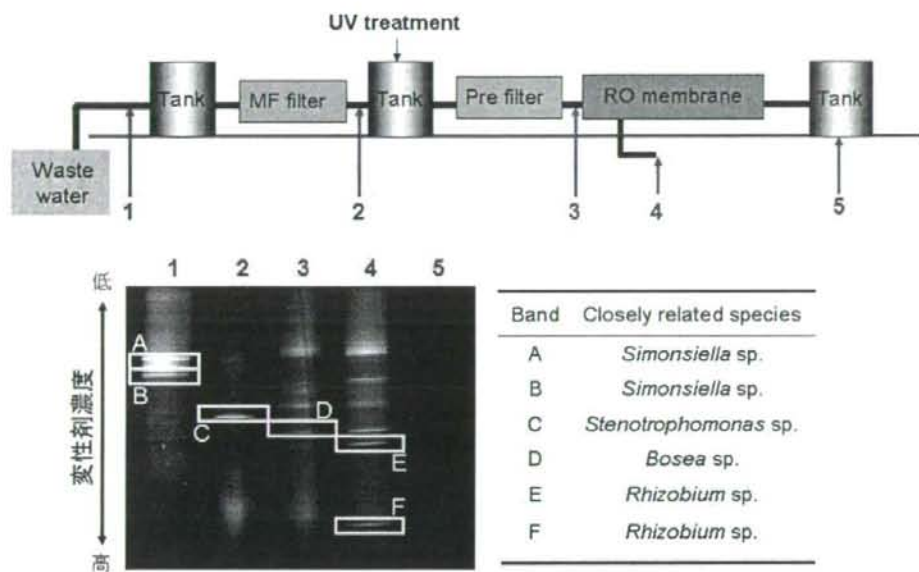 UV treatment
Tank
MF filter
Tank
Pre filter
RO membrane
Tank
Waste
water
1
2
3
4
5
1 2 3 4 5
低
変性剤濃度
高
A
B
C
D
E
F
Band Closely related species
A Simonsiella sp.
B Simonsiella sp.
C Stenotrophomonas sp.
D Bosea sp.
E Rhizobium sp.
F Rhizobium sp.